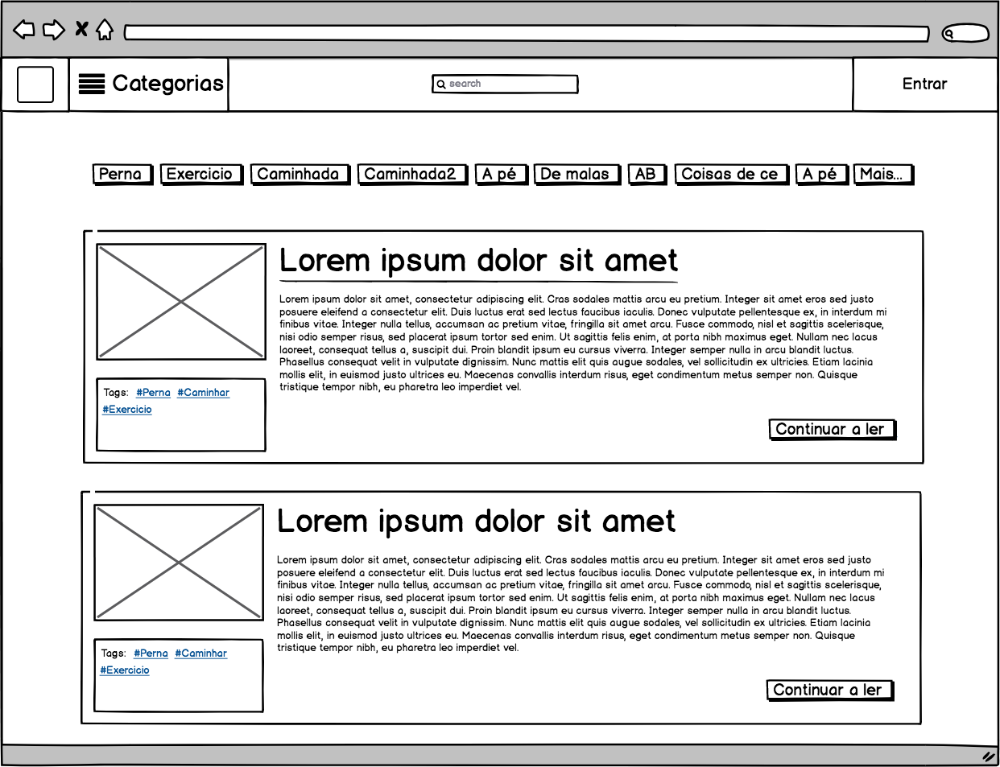 Categorias
search
Entrar
Perna Exercicio Caminhada Caminhada2 A pé De malas AB Coisas de ce A pé Mais...
Lorem ipsum dolor sit amet
Lorem ipsum dolor sit amet, consectetur adipiscing elit. Cras sodales mattis arcu eu pretium. Integer sit amet eros sed justo
posuere eleifend a consectetur elit. Duis luctus erat sed lectus faucibus iaculis. Donec vulputate pellentesque ex, in interdum mi
finibus vitae. Integer nulla tellus, accumsan ac pretium vitae, fringilla sit amet arcu. Fusce commodo, nisl et sagittis scelerisque,
nisi odio semper risus, sed placerat ipsum tortor sed enim. Ut sagittis felis enim, at porta nibh maximus eget. Nullam nec lacus
laoreet, consequat tellus a, suscipit dui. Proin blandit ipsum eu cursus viverra. Integer semper nulla in arcu blandit luctus.
Phasellus consequat velit in vulputate dignissim. Nunc mattis elit quis augue sodales, vel sollicitudin ex ultricies. Etiam lacinia
mollis elit, in euismod justo ultrices eu. Maecenas convallis interdum risus, eget condimentum metus semper non. Quisque
tristique tempor nibh, eu pharetra leo imperdiet vel.
Tags: #Perna #Caminhar
#Exercicio
Continuar a ler
Lorem ipsum dolor sit amet
Lorem ipsum dolor sit amet, consectetur adipiscing elit. Cras sodales mattis arcu eu pretium. Integer sit amet eros sed justo
posuere eleifend a consectetur elit. Duis luctus erat sed lectus faucibus iaculis. Donec vulputate pellentesque ex, in interdum mi
finibus vitae. Integer nulla tellus, accumsan ac pretium vitae, fringilla sit amet arcu. Fusce commodo, nisl et sagittis scelerisque,
nisi odio semper risus, sed placerat ipsum tortor sed enim. Ut sagittis felis enim, at porta nibh maximus eget. Nullam nec lacus
laoreet, consequat tellus a, suscipit dui. Proin blandit ipsum eu cursus viverra. Integer semper nulla in arcu blandit luctus.
Phasellus consequat velit in vulputate dignissim. Nunc mattis elit quis augue sodales, vel sollicitudin ex ultricies. Etiam lacinia
mollis elit, in euismod justo ultrices eu. Maecenas convallis interdum risus, eget condimentum metus semper non. Quisque
tristique tempor nibh, eu pharetra leo imperdiet vel.
Tags: #Perna #Caminhar
#Exercicio
Continuar a ler